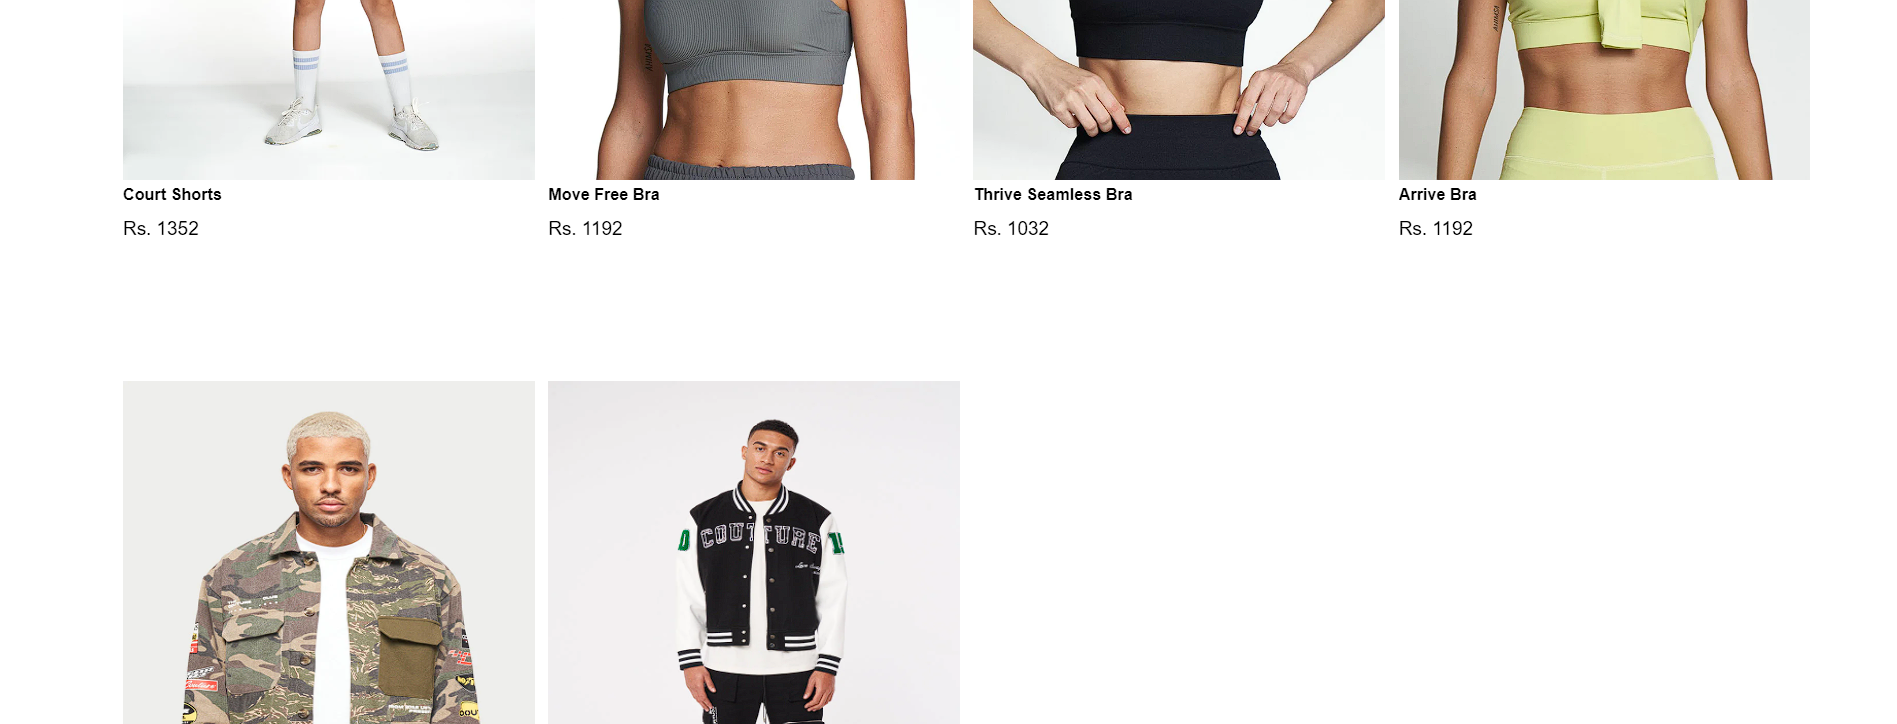 AHIMSA
Court Shorts
Move Free Bra
Thrive Seamless Bra
Arrive Bra
Rs. 1352
Rs. 1192
Rs. 1032
Rs. 1192
COUTURE